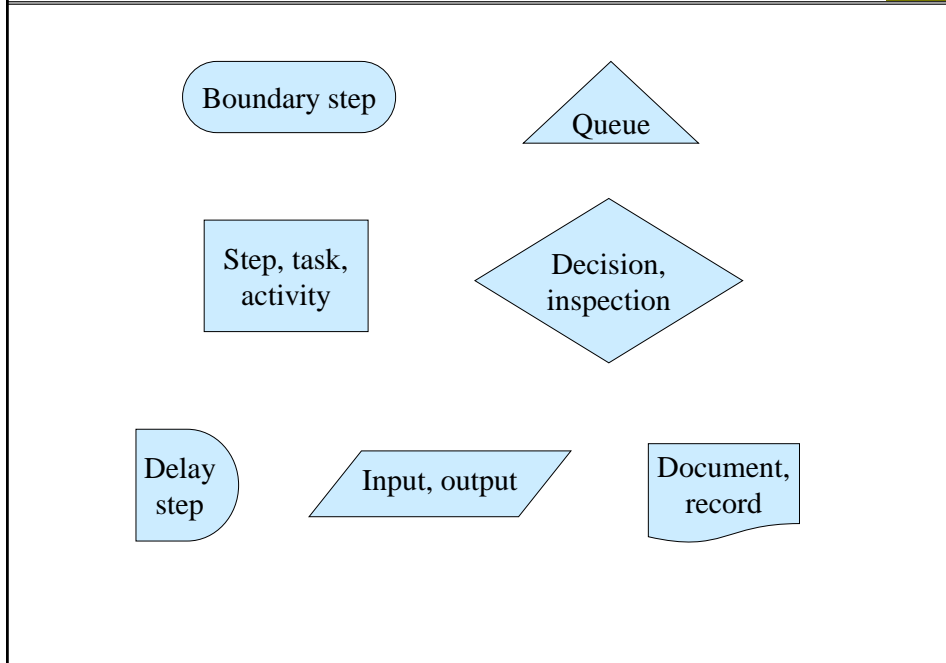 Boundary step
Queue
Step, task,
activity
Decision,
inspection
Delay
step
Input, output
Document,
record